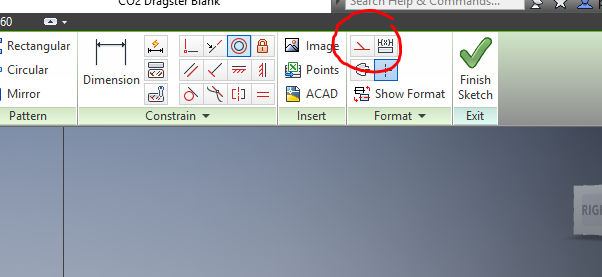 CO2 Dragster Blank
Search Help & Commands...
60
Rectangular
Image
Circular
Dimension
Points
Finish
Sketch
Mirror
ACAD
Show Format
Pattern
Constrain
Insert
Format
Exit